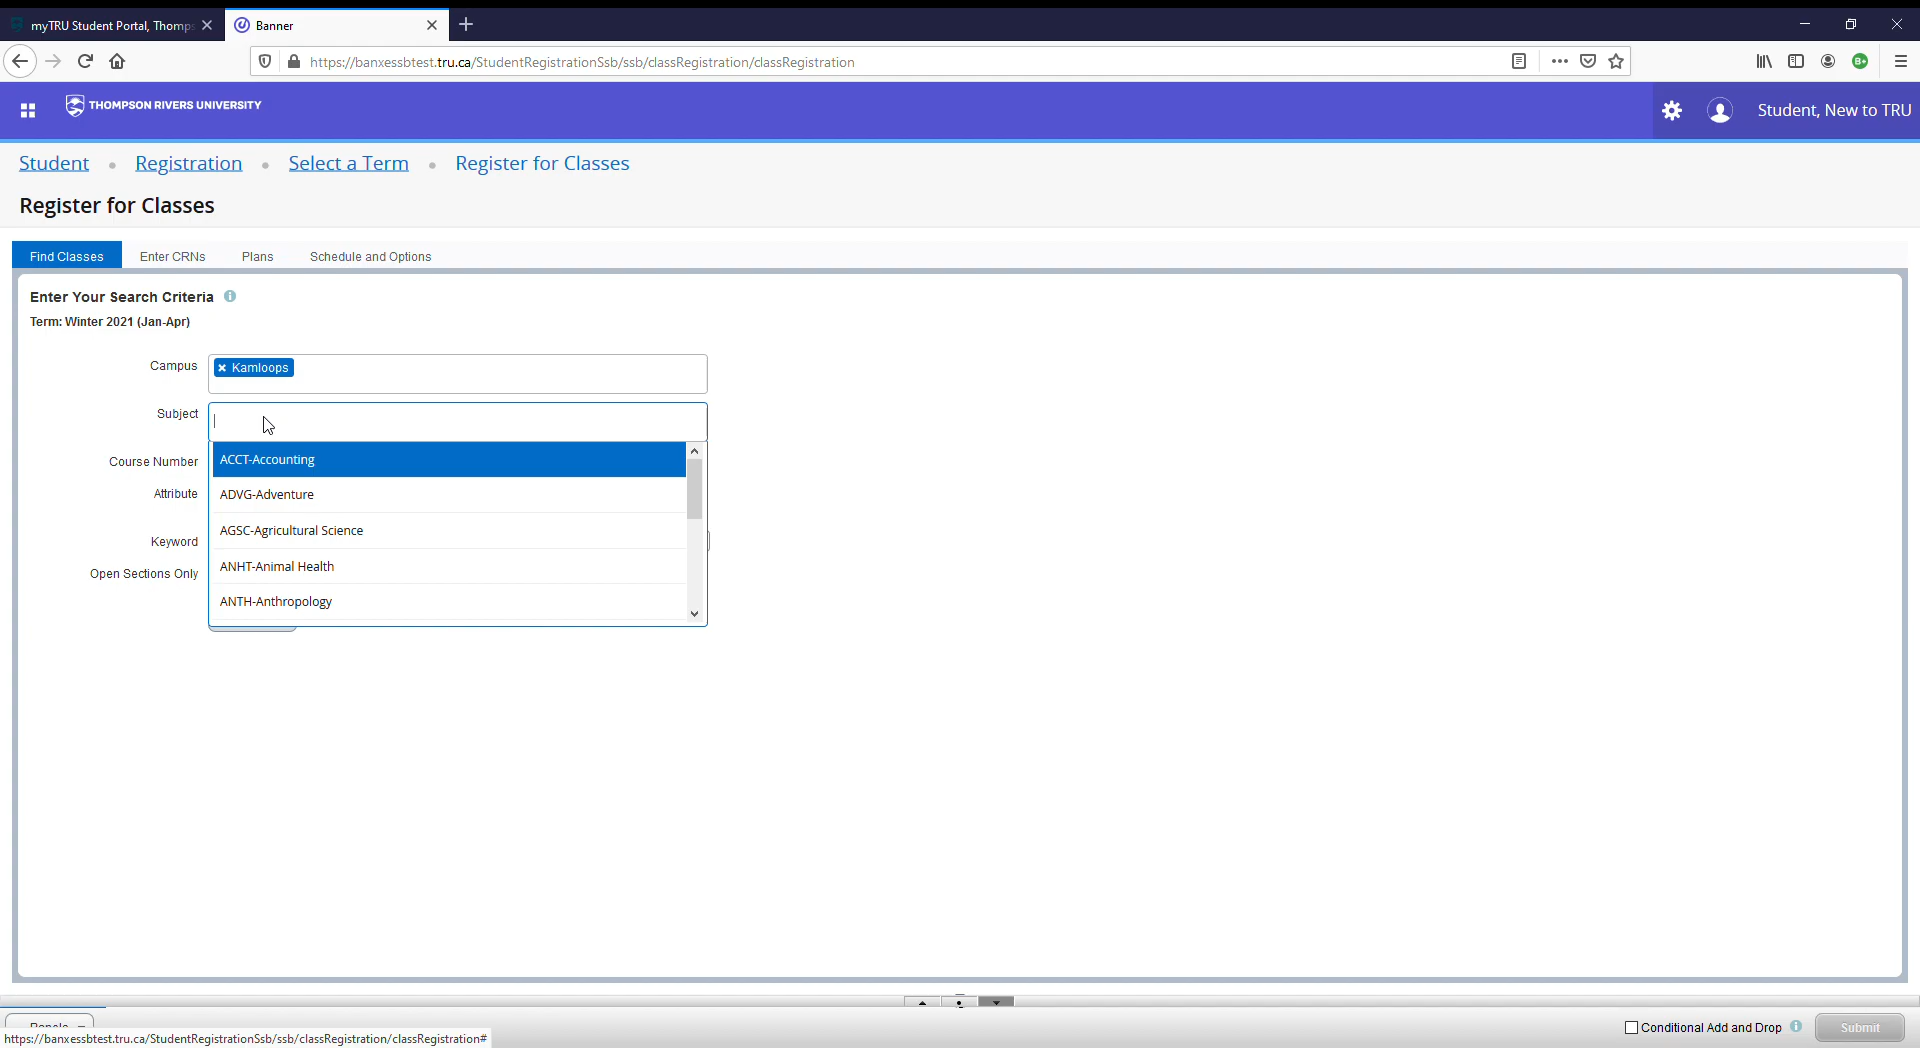 myTRU Student Portal, Thomps
Banner
https://banxessbtest.tru.ca/StudentRegistrationSsb/ssb/classRegistration/classRegistration
THOMPSON RIVERS UNIVERSITY
Student, New to TRU
Student • Registration • Select a Term • Register for Classes
Register for Classes
Find Classes Enter CRNs Plans Schedule and Options
Enter Your Search Criteria
Term: Winter 2021 (Jan-Apr)
Campus
Kamloops
Subject
Course Number
ACCT-Accounting
Attribute
ADVG-Adventure
AGSC-Agricultural Science
Keyword
ANHT-Animal Health
Open Sections Only
ANTH-Anthropology
Panels
Conditional Add and Drop
Submit
https://banxessbtest.tru.ca/StudentRegistrationSsb/ssb/classRegistration/classRegistration#